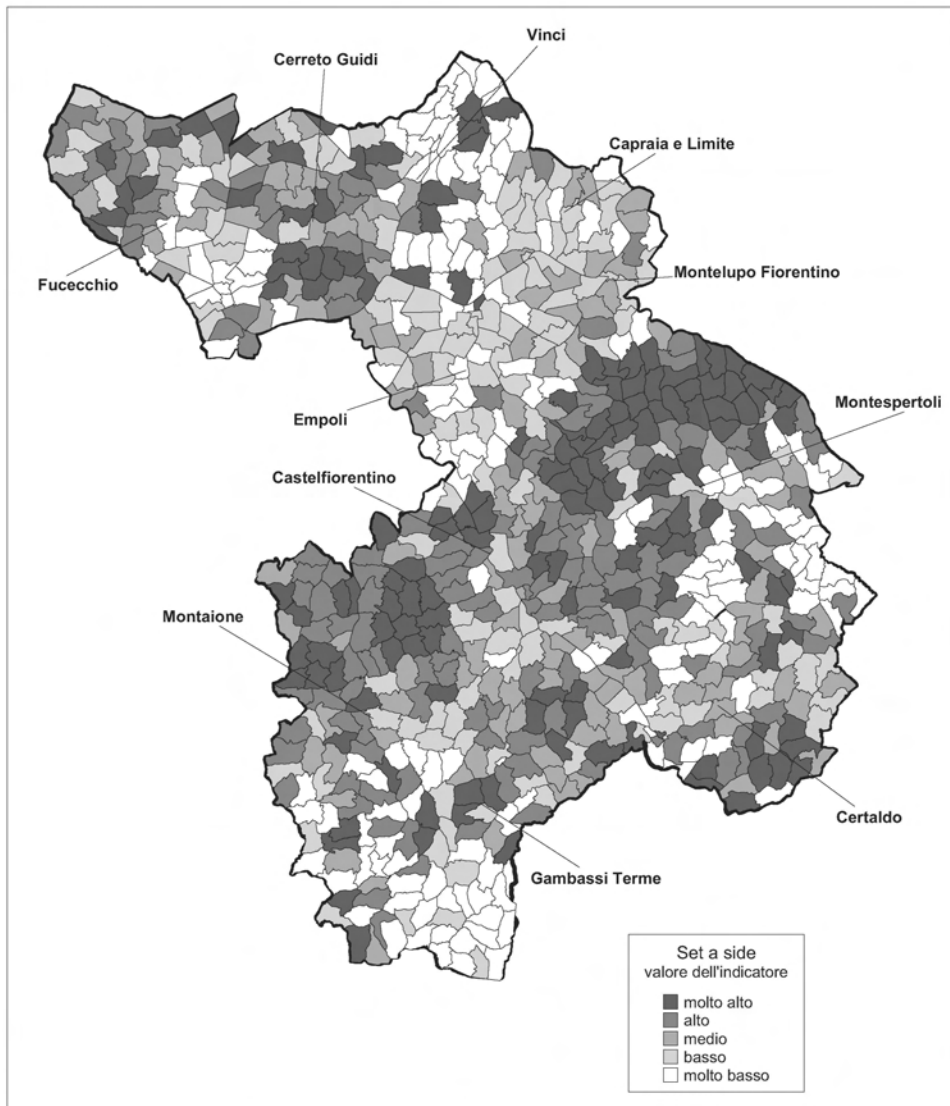 Vinci
Cerreto Guidi
Capraia e Limite
Fucecchio
Montelupo Fiorentino
Empoli
Montespertoli
Castelfiorentino
Montaione
Certaldo
Gambassi Terme
Set a side
valore dell'indicatore
molto alto
alto
medio
basso
molto basso